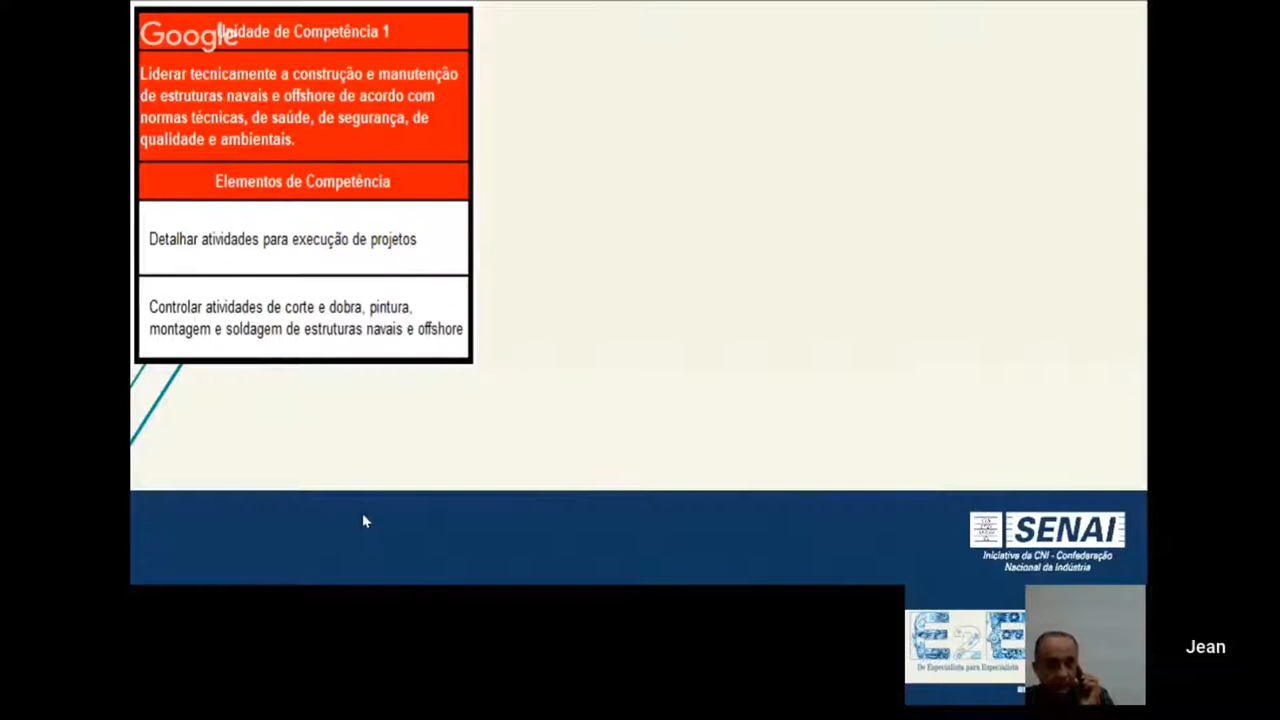 Google
Unidade de Competência 1
Liderar tecnicamente a construção e manutenção
de estruturas navais e offshore de acordo com
normas técnicas, de saúde, de segurança, de
qualidade e ambientais.
Elementos de Competência
Detalhar atividades para execução de projetos
Controlar atividades de corte e dobra, pintura,
montagem e soldagem de estruturas navais e offshore
SENAI
Iniciativa da CNI - Confederação
Nacional da Indústria
E2E
De Especialista para Especialista
Jean